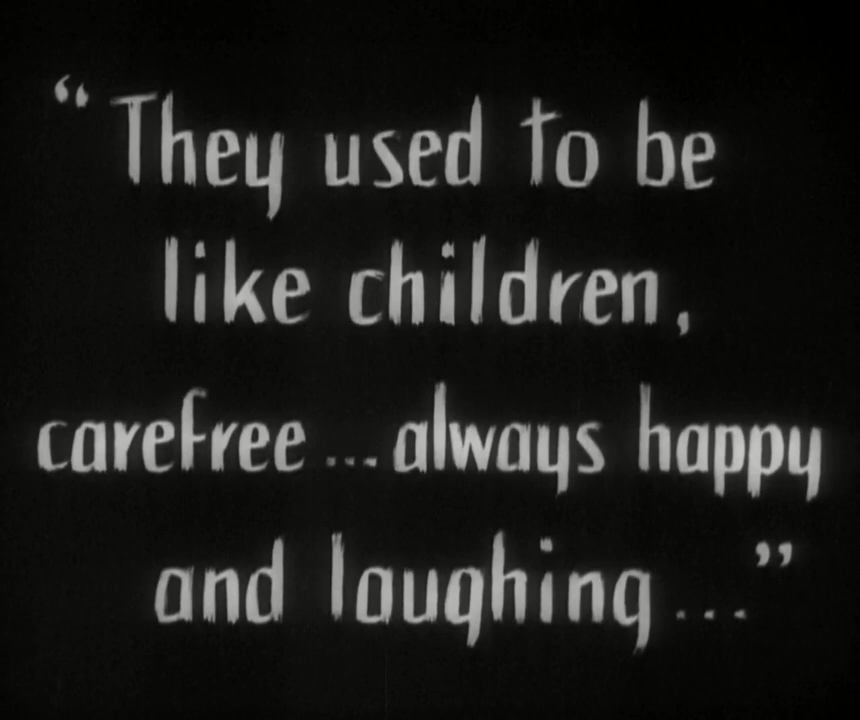 “They used to be
like children,
carefree...always happy
and laughing...”